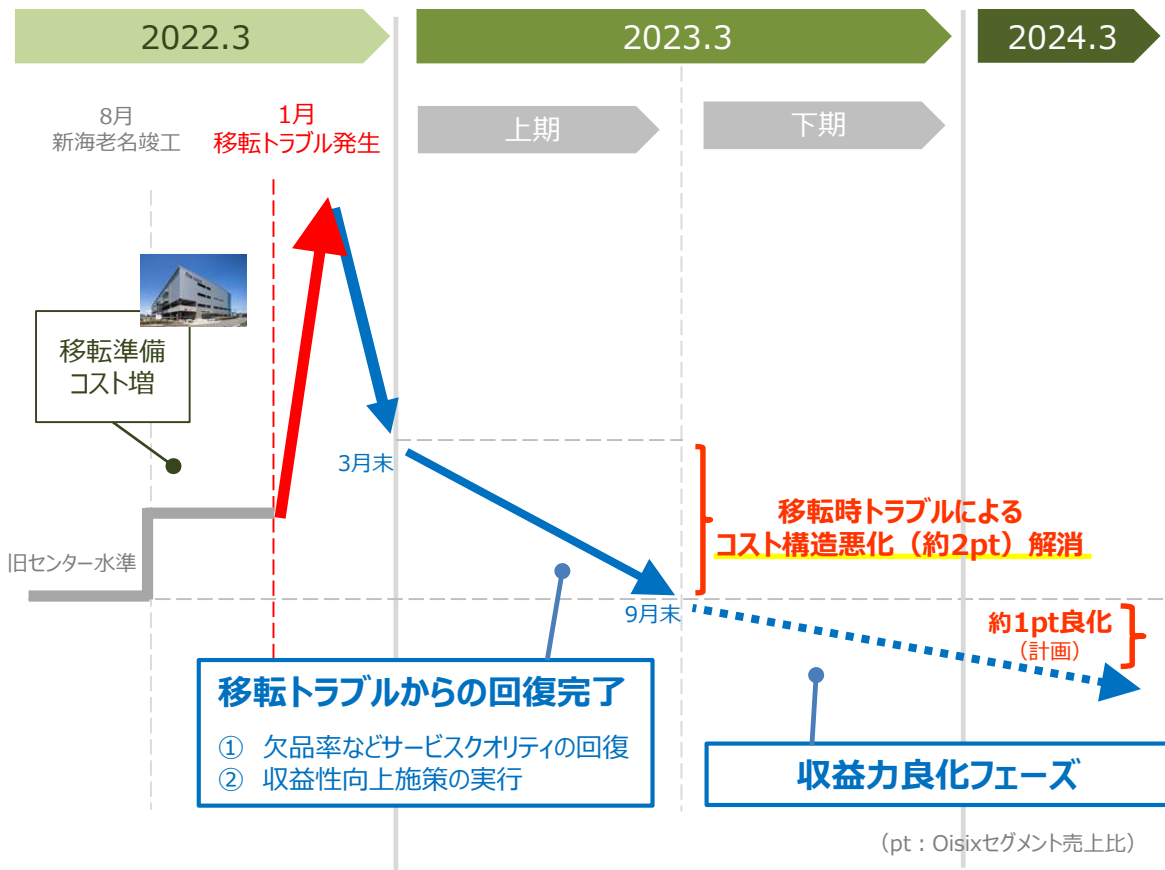 2022.3
2023.3
2024.3
8月
新海老名竣工
1月
移転トラブル発生
上期
下期
移転準備
コスト増
3月末
移転時トラブルによる
コスト構造悪化（約2pt）解消
旧センター水準
9月末
約1pt良化
（計画）
移転トラブルからの回復完了
① 欠品率などサービスクオリティの回復
② 収益性向上施策の実行
収益力良化フェーズ
（pt：Oisixセグメント売上比）